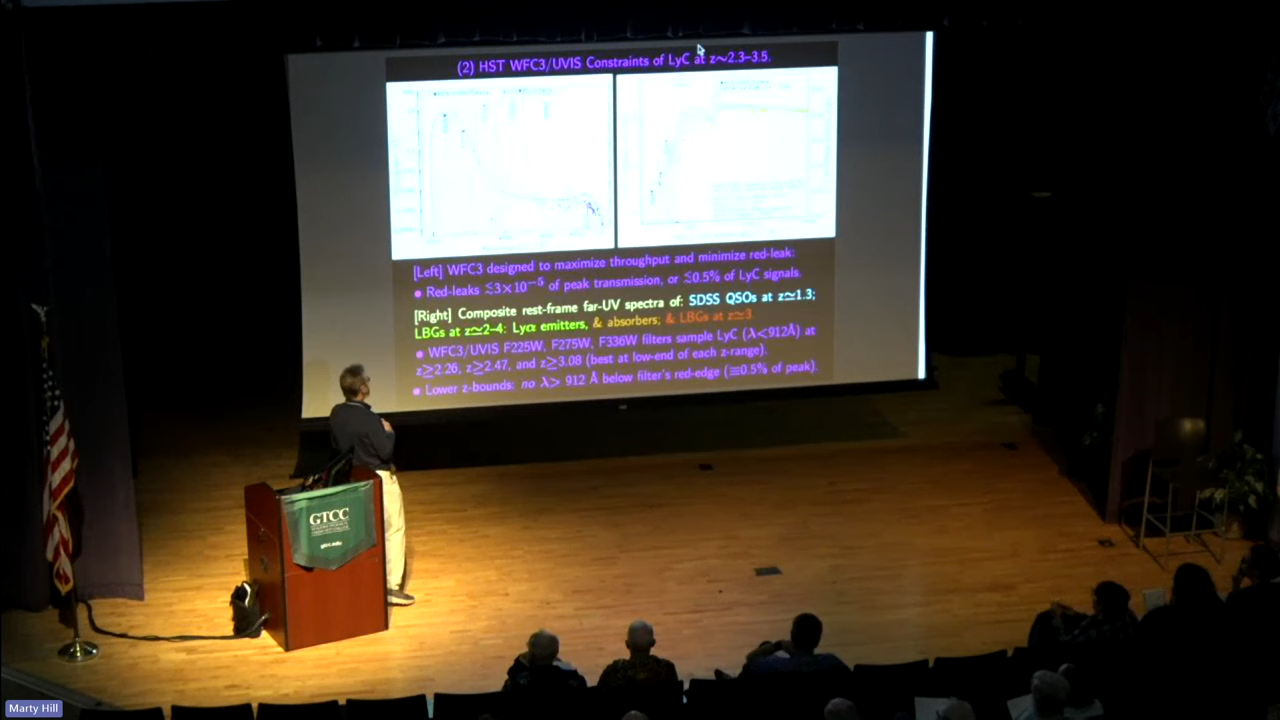 (2) HST WFC3/UVIS Constraints of LyC at z∼2.3–3.5.
[Left] WFC3 designed to maximize throughput and minimize red-leak:
• Red-leaks ≲3×10⁻⁵ of peak transmission, or ≲0.5% of LyC signals.
[Right] Composite rest-frame far-UV spectra of: SDSS QSOs at z≃1.3;
LBGs at z≃2–4: Lyα emitters, & absorbers; & LBGs at z≃3.
• WFC3/UVIS F225W, F275W, F336W filters sample LyC (λ<912Å) at
z≥2.26, z≥2.47, and z≥3.08 (best at low-end of each z-range).
• Lower z-bounds: no λ> 912 Å below filter's red-edge (≡0.5% of peak).
GTCC
gtcc.edu
Marty Hill